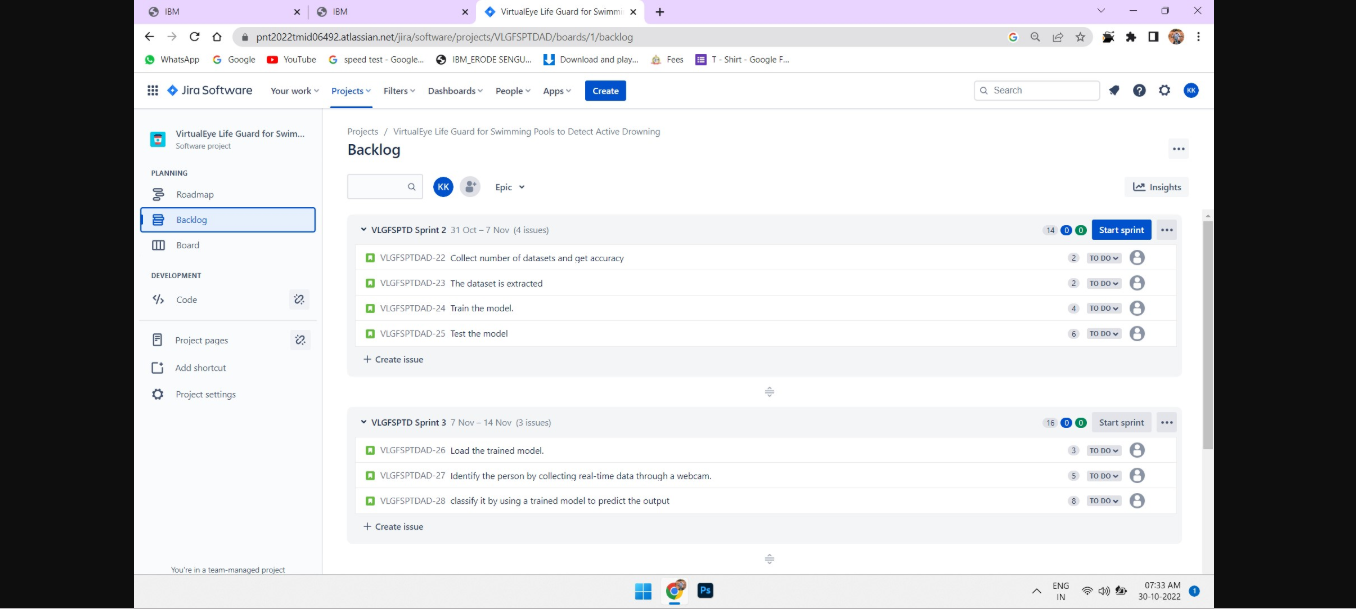 IBM
IBM
VirtualEye Life Guard for Swimmi
pnt2022tmid06492.atlassian.net/jira/software/projects/VLGFSPTDAD/boards/1/backlog
WhatsApp Google YouTube speed test - Google... IBM_ERODE SENGU... Download and play... Fees T - Shirt - Google F...
Jira Software Your work Projects Filters Dashboards People Apps Create Search KK
VirtualEye Life Guard for Swim...
Software project
PLANNING
Roadmap
Backlog
Board
DEVELOPMENT
Code
Project pages
Add shortcut
Project settings
You're in a team-managed project
Projects / VirtualEye Life Guard for Swimming Pools to Detect Active Drowning
Backlog
KK Epic Insights
VLGFSPTD Sprint 2 31 Oct – 7 Nov (4 issues) 14 0 0 Start sprint
VLGFSPTDAD-22 Collect number of datasets and get accuracy 2 TO DO
VLGFSPTDAD-23 The dataset is extracted 2 TO DO
VLGFSPTDAD-24 Train the model. 4 TO DO
VLGFSPTDAD-25 Test the model 6 TO DO
+ Create issue
VLGFSPTD Sprint 3 7 Nov – 14 Nov (3 issues) 16 0 0 Start sprint
VLGFSPTDAD-26 Load the trained model. 3 TO DO
VLGFSPTDAD-27 Identify the person by collecting real-time data through a webcam. 5 TO DO
VLGFSPTDAD-28 classify it by using a trained model to predict the output 8 TO DO
+ Create issue
Ps
ENG
IN
07:33 AM
30-10-2022
1